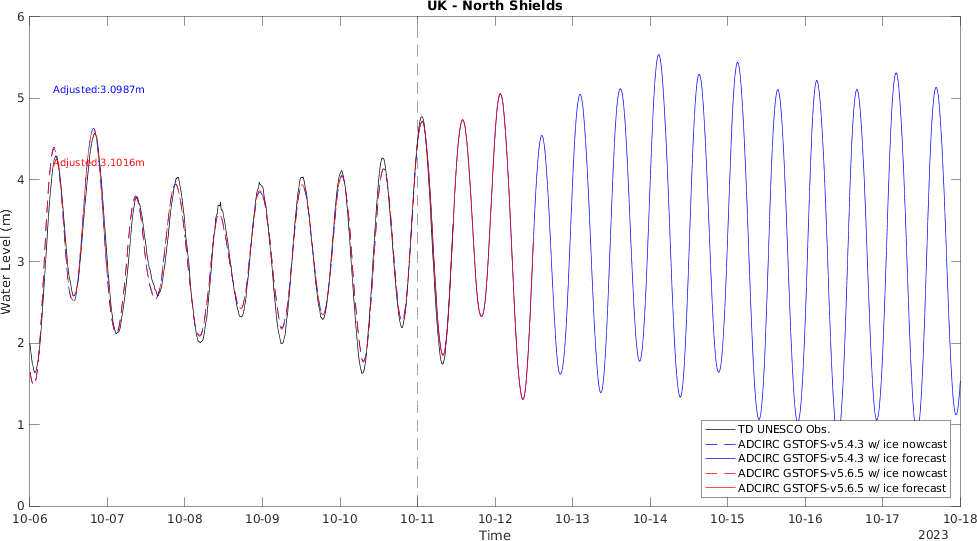 UK - North Shields
6
5
4
3
2
1
0
Water Level (m)
Adjusted:3.0987m
Adjusted:3.1016m
TD UNESCO Obs.
ADCIRC GSTOFS-v5.4.3 w/ ice nowcast
ADCIRC GSTOFS-v5.4.3 w/ ice forecast
ADCIRC GSTOFS-v5.6.5 w/ ice nowcast
ADCIRC GSTOFS-v5.6.5 w/ ice forecast
10-06 10-07 10-08 10-09 10-10 10-11 10-12 10-13 10-14 10-15 10-16 10-17 10-18
Time
2023